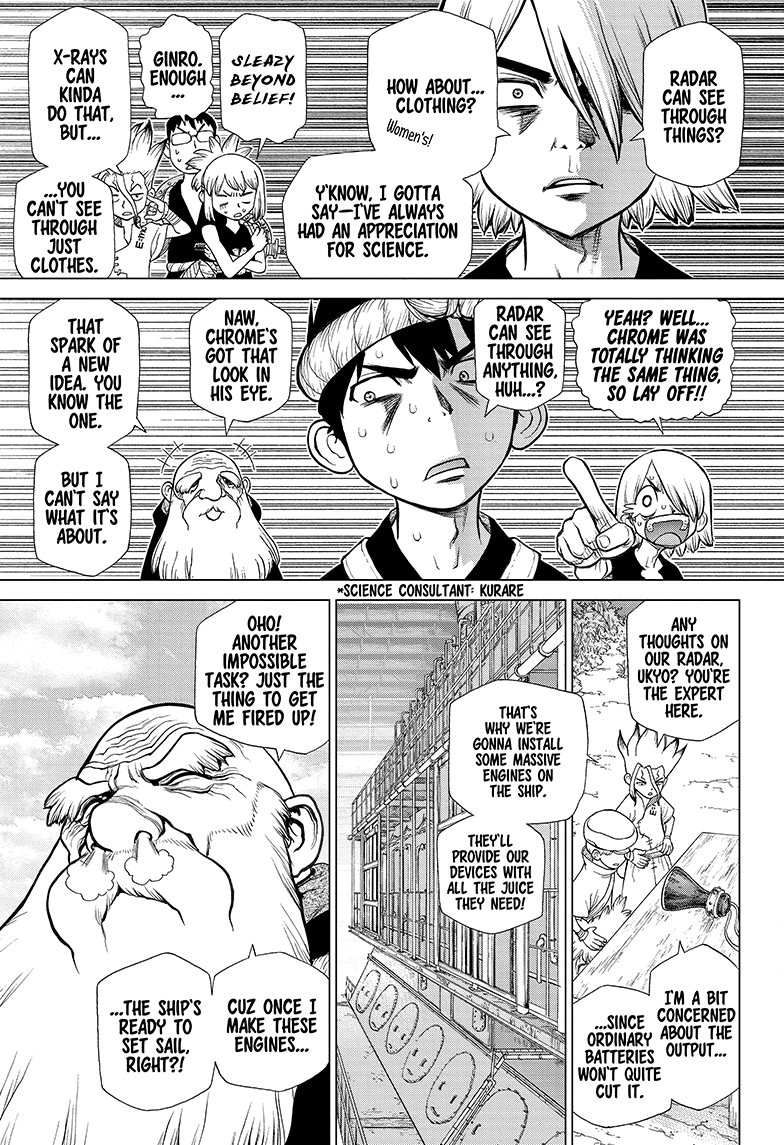 RADAR
CAN SEE
THROUGH
THINGS?
HOW ABOUT...
CLOTHING?
Women's!
Y'KNOW, I GOTTA
SAY—I'VE ALWAYS
HAD AN APPRECIATION
FOR SCIENCE.
SLEAZY
BEYOND
BELIEF!
GINRO.
ENOUGH
...
X-RAYS
CAN
KINDA
DO THAT,
BUT...
...YOU
CAN'T SEE
THROUGH
JUST
CLOTHES.
YEAH? WELL...
CHROME WAS
TOTALLY THINKING
THE SAME THING,
SO LAY OFF!!
RADAR
CAN SEE
THROUGH
ANYTHING,
HUH...?
NAW,
CHROME'S
GOT THAT
LOOK IN
HIS EYE.
THAT
SPARK OF
A NEW
IDEA. YOU
KNOW THE
ONE.
BUT I
CAN'T SAY
WHAT IT'S
ABOUT.
*SCIENCE CONSULTANT: KURARE
ANY
THOUGHTS ON
OUR RADAR,
UKYO? YOU'RE
THE EXPERT
HERE.
I'M A BIT
CONCERNED
ABOUT THE
OUTPUT...
...SINCE
ORDINARY
BATTERIES
WON'T QUITE
CUT IT.
THAT'S
WHY WE'RE
GONNA INSTALL
SOME MASSIVE
ENGINES ON
THE SHIP.
THEY'LL
PROVIDE OUR
DEVICES WITH
ALL THE JUICE
THEY NEED!
OHO!
ANOTHER
IMPOSSIBLE
TASK? JUST THE
THING TO GET
ME FIRED UP!
CUZ ONCE I
MAKE THESE
ENGINES...
...THE SHIP'S
READY TO
SET SAIL,
RIGHT?!